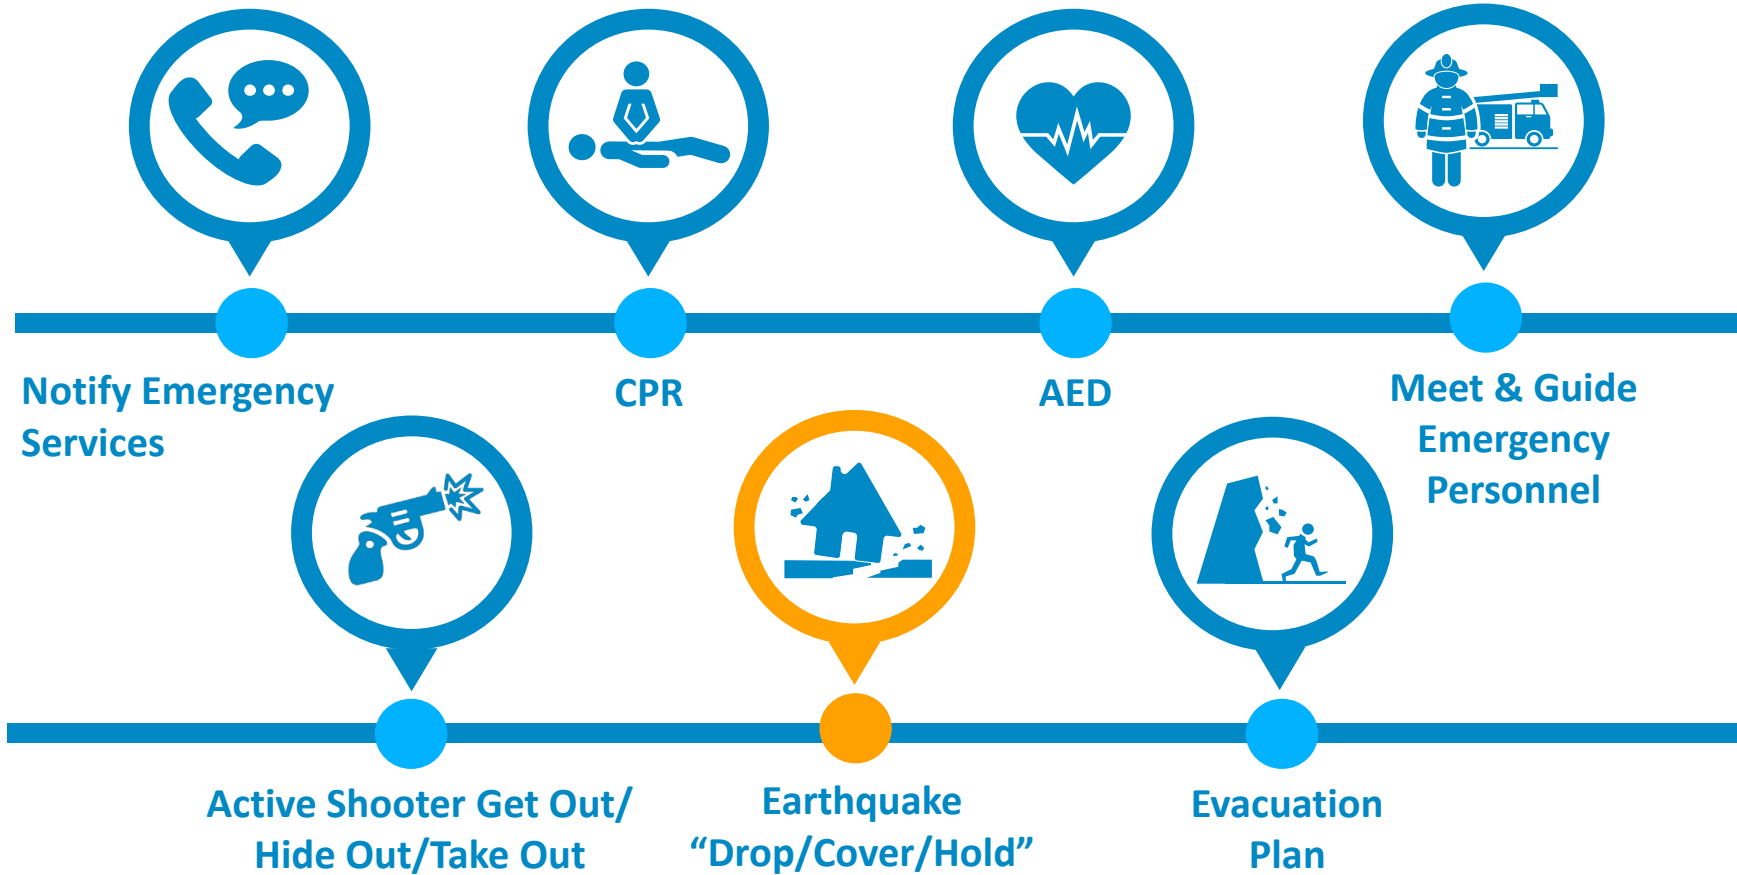 Notify Emergency
Services
CPR
AED
Meet & Guide
Emergency
Personnel
Active Shooter Get Out/
Hide Out/Take Out
Earthquake
“Drop/Cover/Hold”
Evacuation
Plan